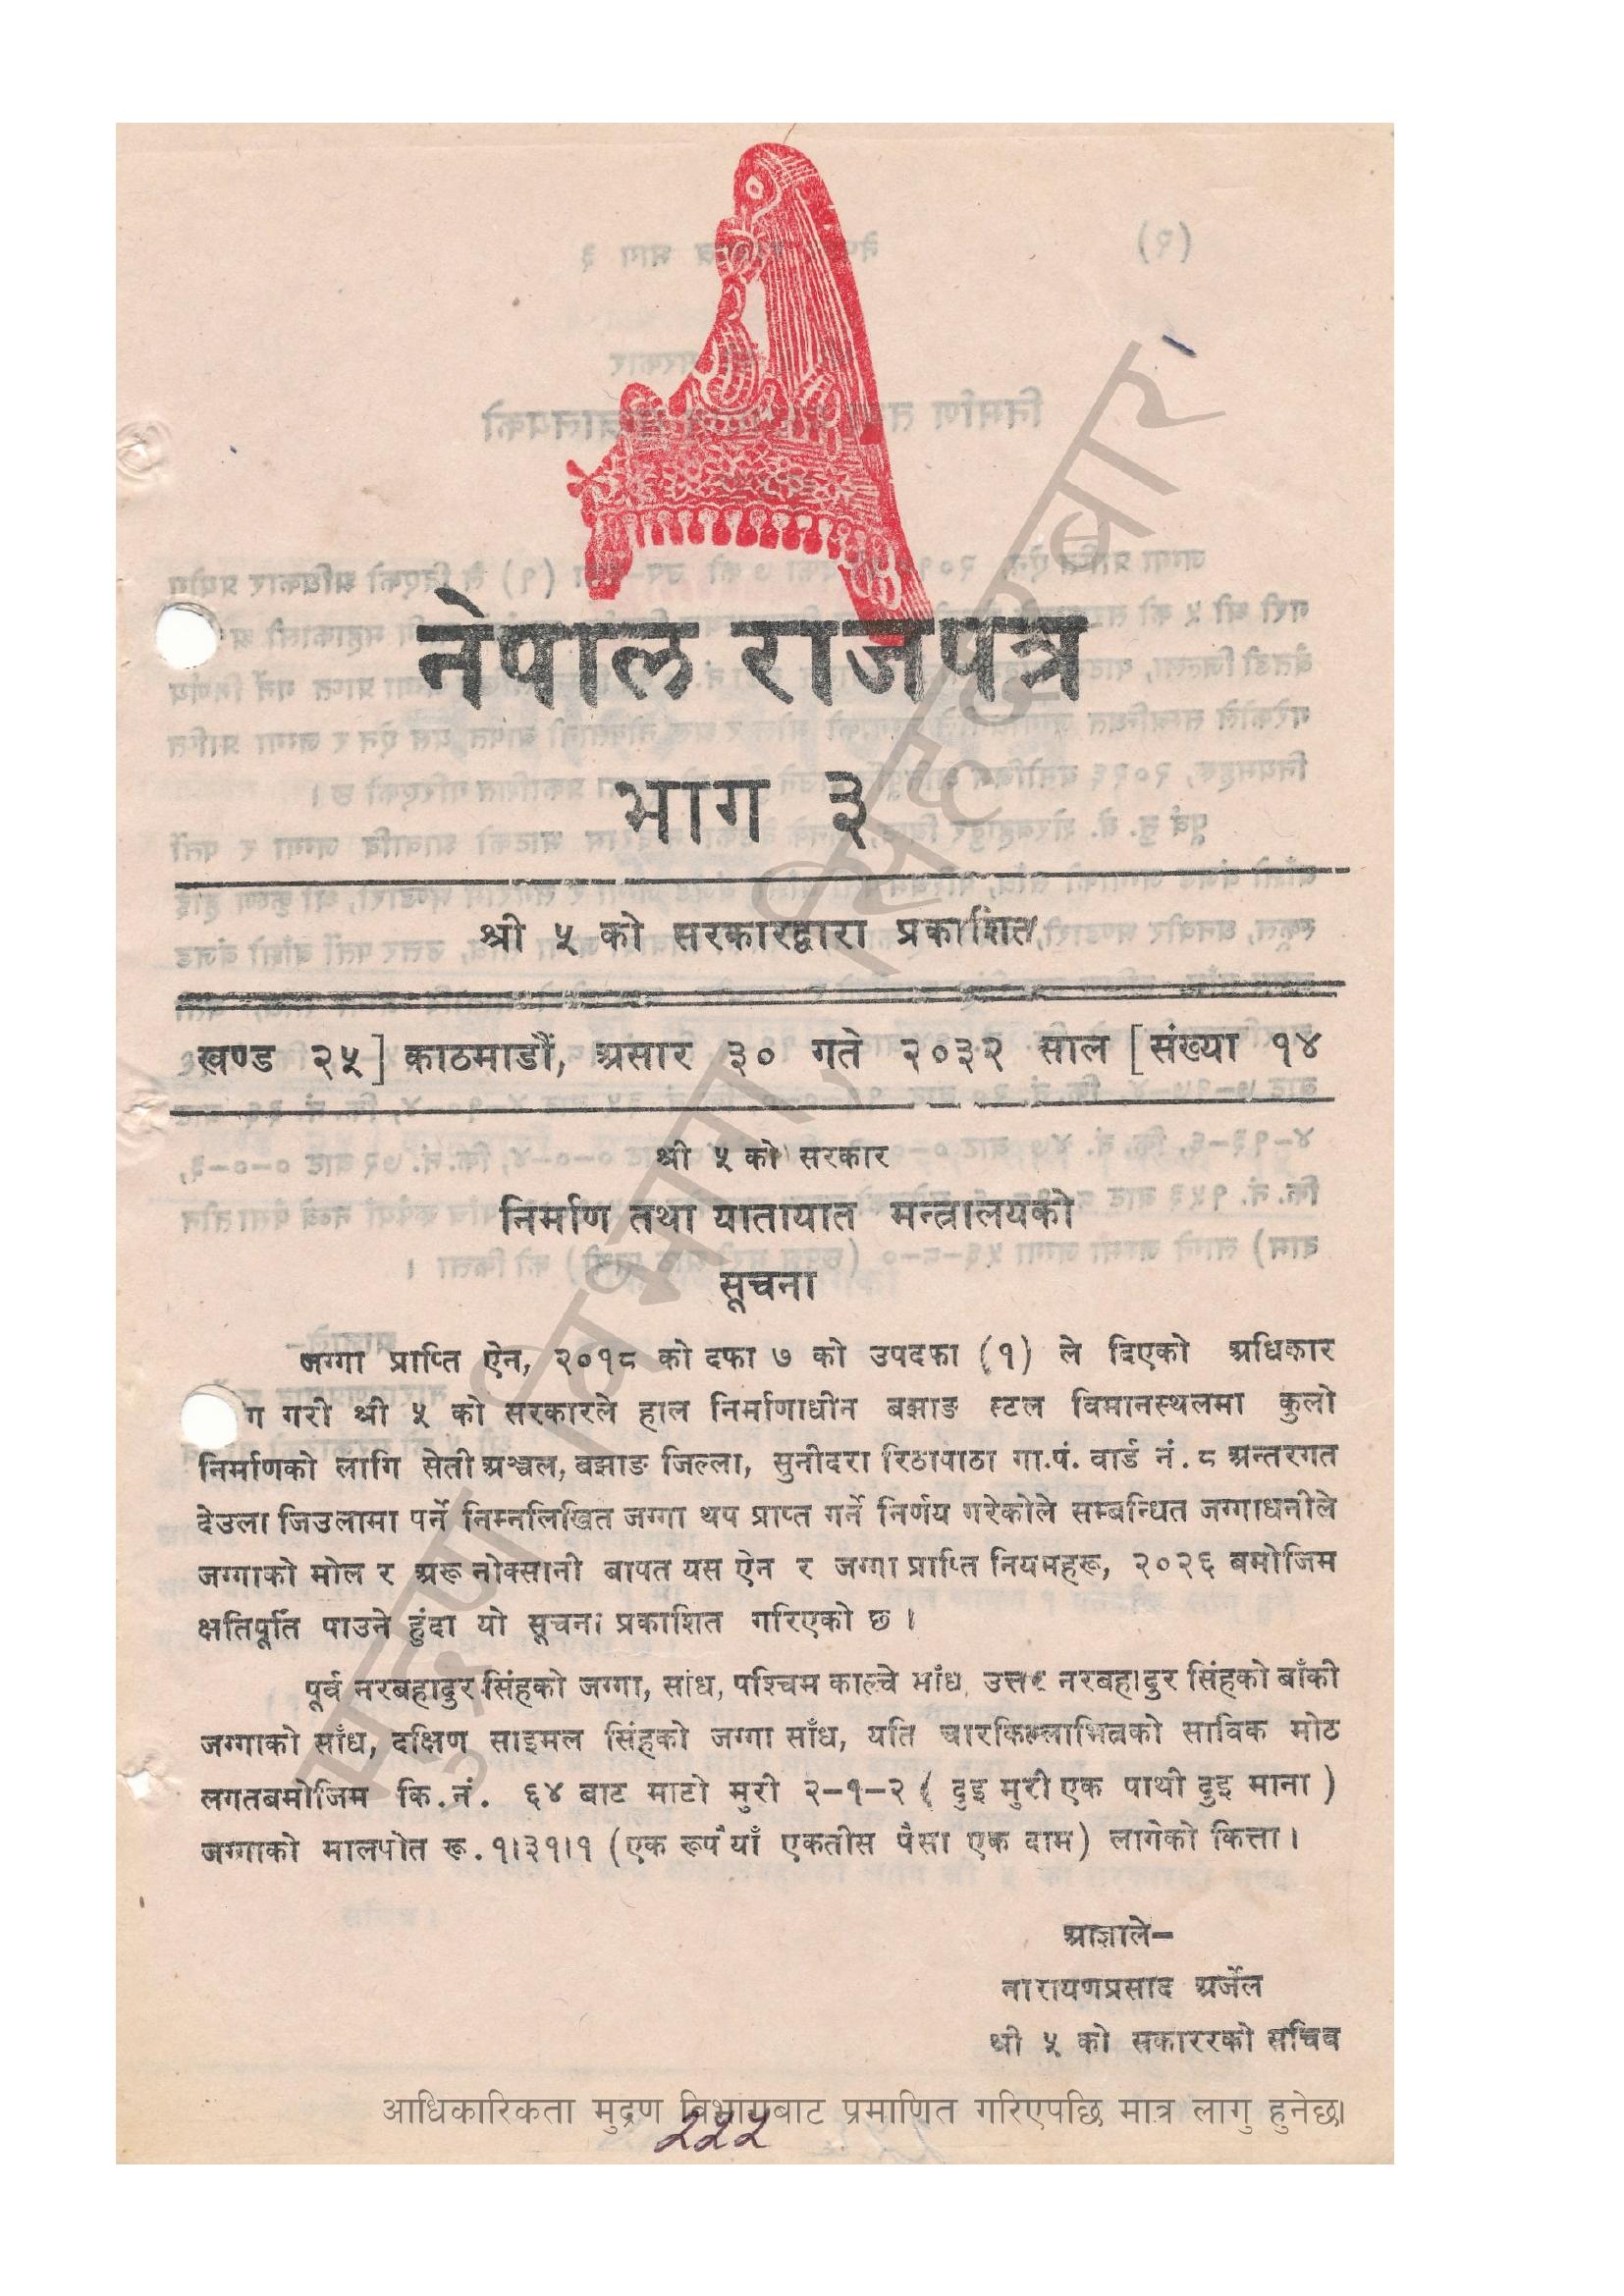 नेपाल राजपत्र
भाग ३
श्री ५ को सरकारद्वारा प्रकाशित
खण्ड २५] काठमाडौं, असार ३० गते २०३२ साल [संख्या १४
श्री ५ को सरकार
निर्माण तथा यातायात मन्त्रालयको
सूचना
जग्गा प्राप्ति ऐन, २०१८ को दफा ७ को उपदफा (१) ले दिएको अधिकार
ग गरी श्री ५ को सरकारले हाल निर्माणाधीन बझाङ स्टल विमानस्थलमा कुलो
निर्माणको लागि सेती अञ्चल, बझाङ जिल्ला, सुनीदरा रिठापाठा गा.पं. वार्ड नं. ८ अन्तरगत
देउला जिउलामा पर्ने निम्नलिखित जग्गा थप प्राप्त गर्ने निर्णय गरेकोले सम्बन्धित जग्गाधनीले
जग्गाको मोल र अरू नोक्सानी बापत यस ऐन र जग्गा प्राप्ति नियमहरू, २०२६ बमोजिम
क्षतिपूर्ति पाउने हुंदा यो सूचना प्रकाशित गरिएको छ ।
पूर्व नरबहादुर सिंहको जग्गा, सांध, पश्चिम काल्चे सांध उत्तर नरबहादुर सिंहको बाँकी
जग्गाको साँध, दक्षिण साइमल सिंहको जग्गा साँध, यति चारकिल्लाभित्रको साविक मोठ
लगतबमोजिम कि.नं. ६४ बाट माटो मुरी २-१-२ ( दुइ मुरी एक पाथी दुइ माना )
जग्गाको मालपोत रू. १।३१।१ (एक रूपैयाँ एकतीस पैसा एक दाम) लागेको कित्ता ।
आज्ञाले-
नारायणप्रसाद अर्जेल
श्री ५ को सकाररको सचिव
आधिकारिकता मुद्रण विभागबाट प्रमाणित गरिएपछि मात्र लागु हुनेछ।
२२५
मुद्रण विभाग, सिंहदरबार